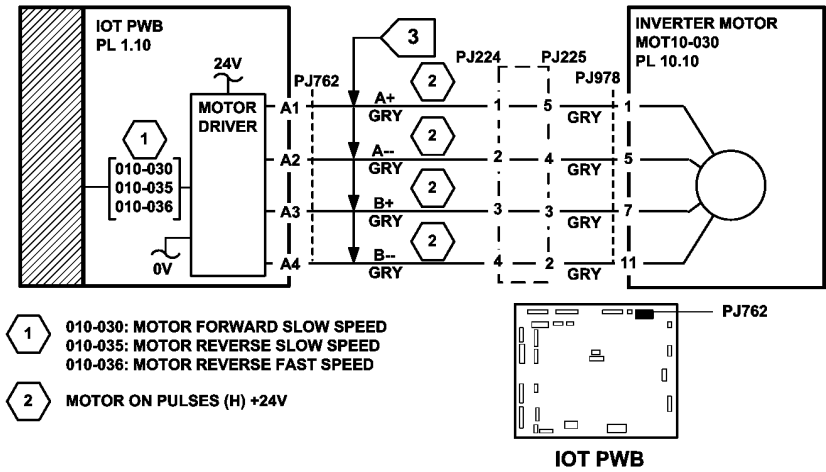 IOT PWB
PL 1.10
24V
MOTOR
DRIVER
1
010-030
010-035
010-036
0V
PJ762
A1
A2
A3
A4
3
A+
GRY
2
A--
GRY
2
B+
GRY
2
B--
GRY
2
PJ224
PJ225
PJ978
1 5 GRY 1
2 4 GRY 5
3 3 GRY 7
4 2 GRY 11
INVERTER MOTOR
MOT10-030
PL 10.10
1 010-030: MOTOR FORWARD SLOW SPEED
010-035: MOTOR REVERSE SLOW SPEED
010-036: MOTOR REVERSE FAST SPEED
2 MOTOR ON PULSES (H) +24V
PJ762
IOT PWB